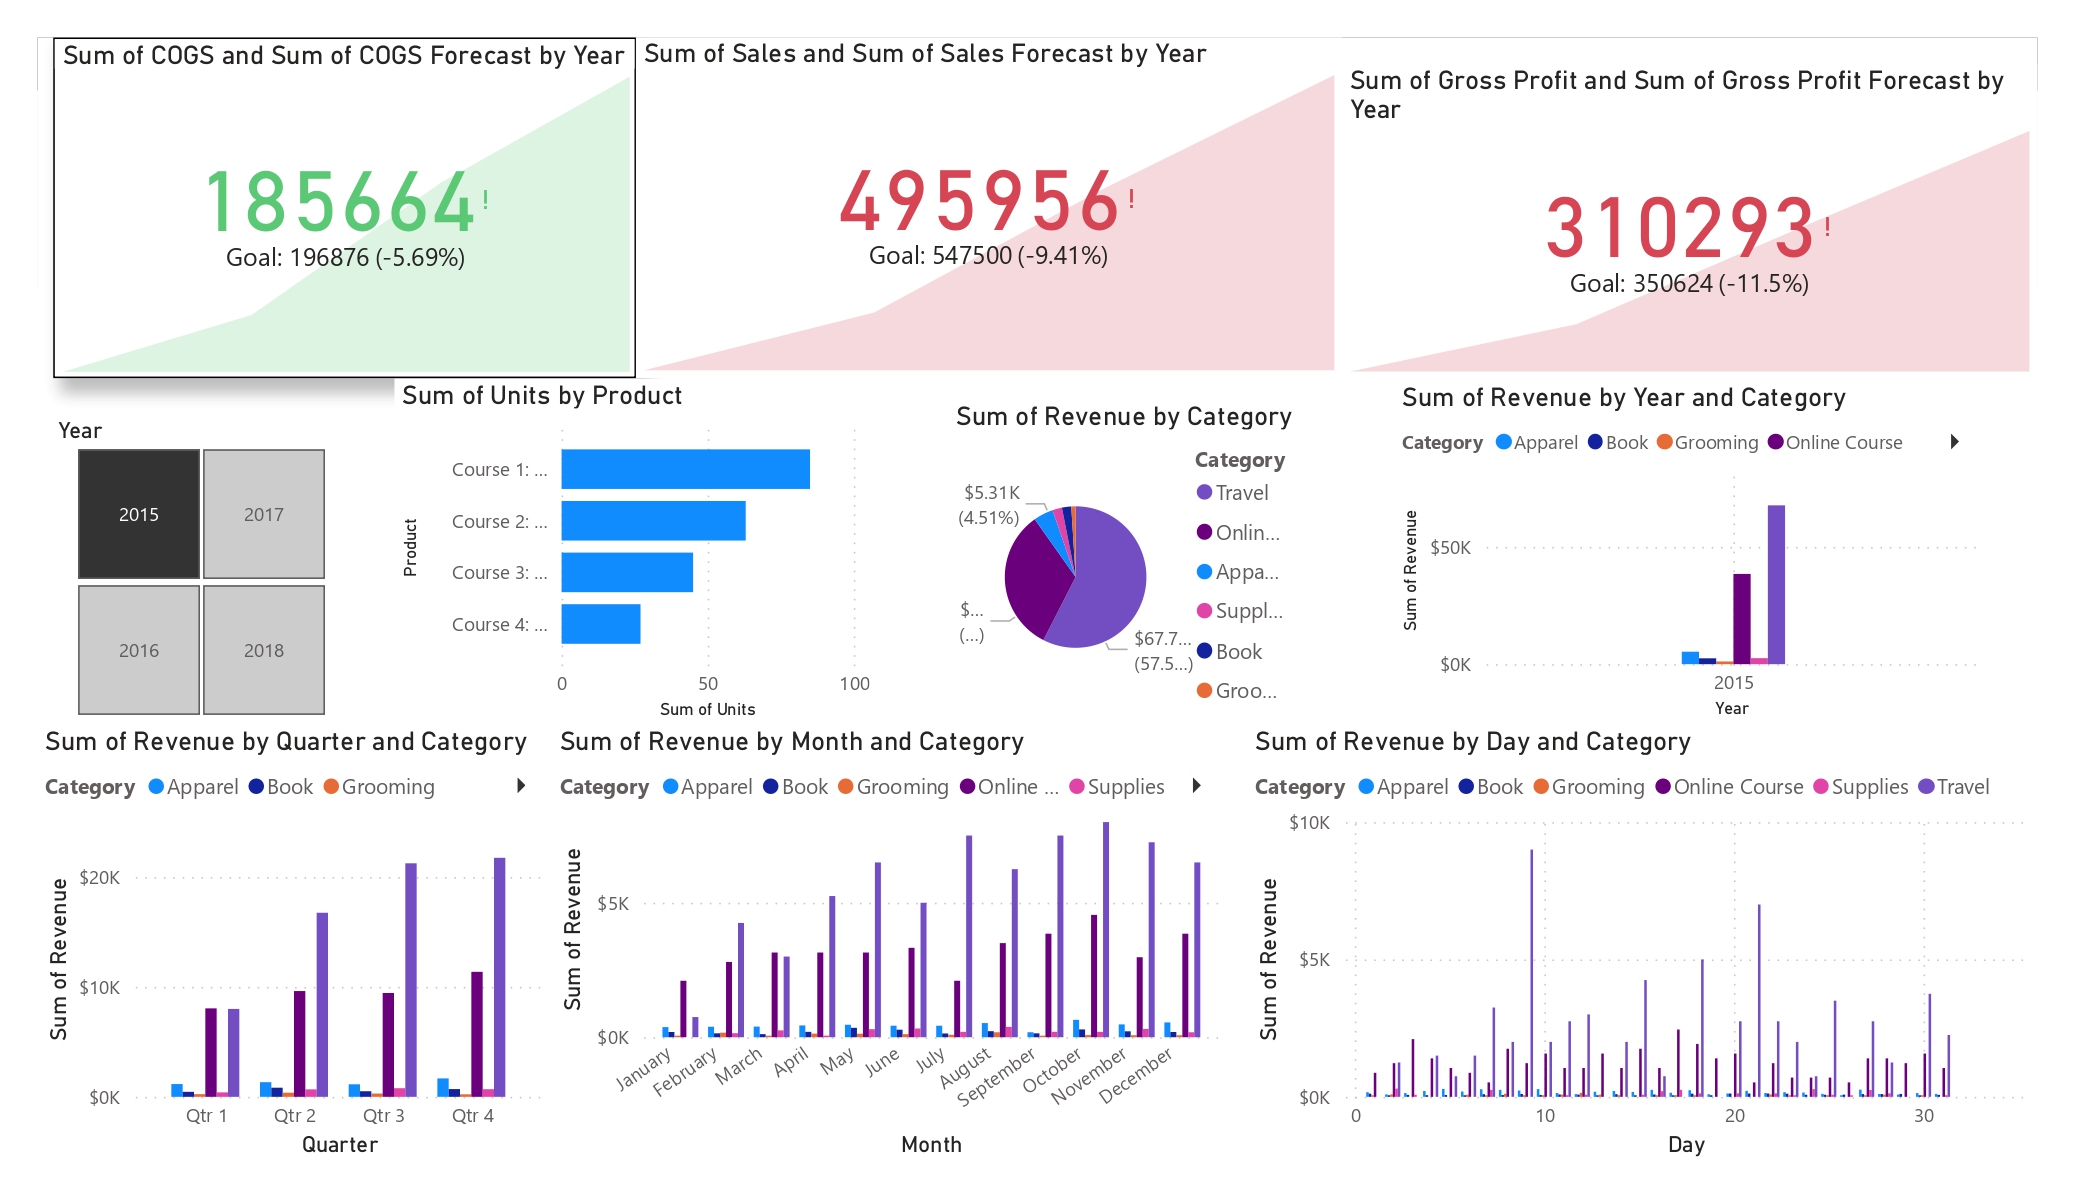 Sum of COGS and Sum of COGS Forecast by Year
185664!
Goal: 196876 (-5.69%)
Sum of Sales and Sum of Sales Forecast by Year
495956!
Goal: 547500 (-9.41%)
Sum of Gross Profit and Sum of Gross Profit Forecast by
Year
310293!
Goal: 350624 (-11.5%)
Year
2015
2017
2016
2018
Sum of Units by Product
Product
Course 1: ...
Course 2: ...
Course 3: ...
Course 4: ...
0 50 100
Sum of Units
Sum of Revenue by Category
$5.31K
(4.51%)
$...
(...)
$67.7...
(57.5...)
Category
Travel
Onlin...
Appa...
Suppl...
Book
Groo...
Sum of Revenue by Year and Category
Category Apparel Book Grooming Online Course
Sum of Revenue
$50K
$0K
2015
Year
Sum of Revenue by Quarter and Category
Category Apparel Book Grooming
Sum of Revenue
$20K
$10K
$0K
Qtr 1 Qtr 2 Qtr 3 Qtr 4
Quarter
Sum of Revenue by Month and Category
Category Apparel Book Grooming Online ... Supplies
Sum of Revenue
$5K
$0K
January February March April May June July August September October November December
Month
Sum of Revenue by Day and Category
Category Apparel Book Grooming Online Course Supplies Travel
Sum of Revenue
$10K
$5K
$0K
0 10 20 30
Day